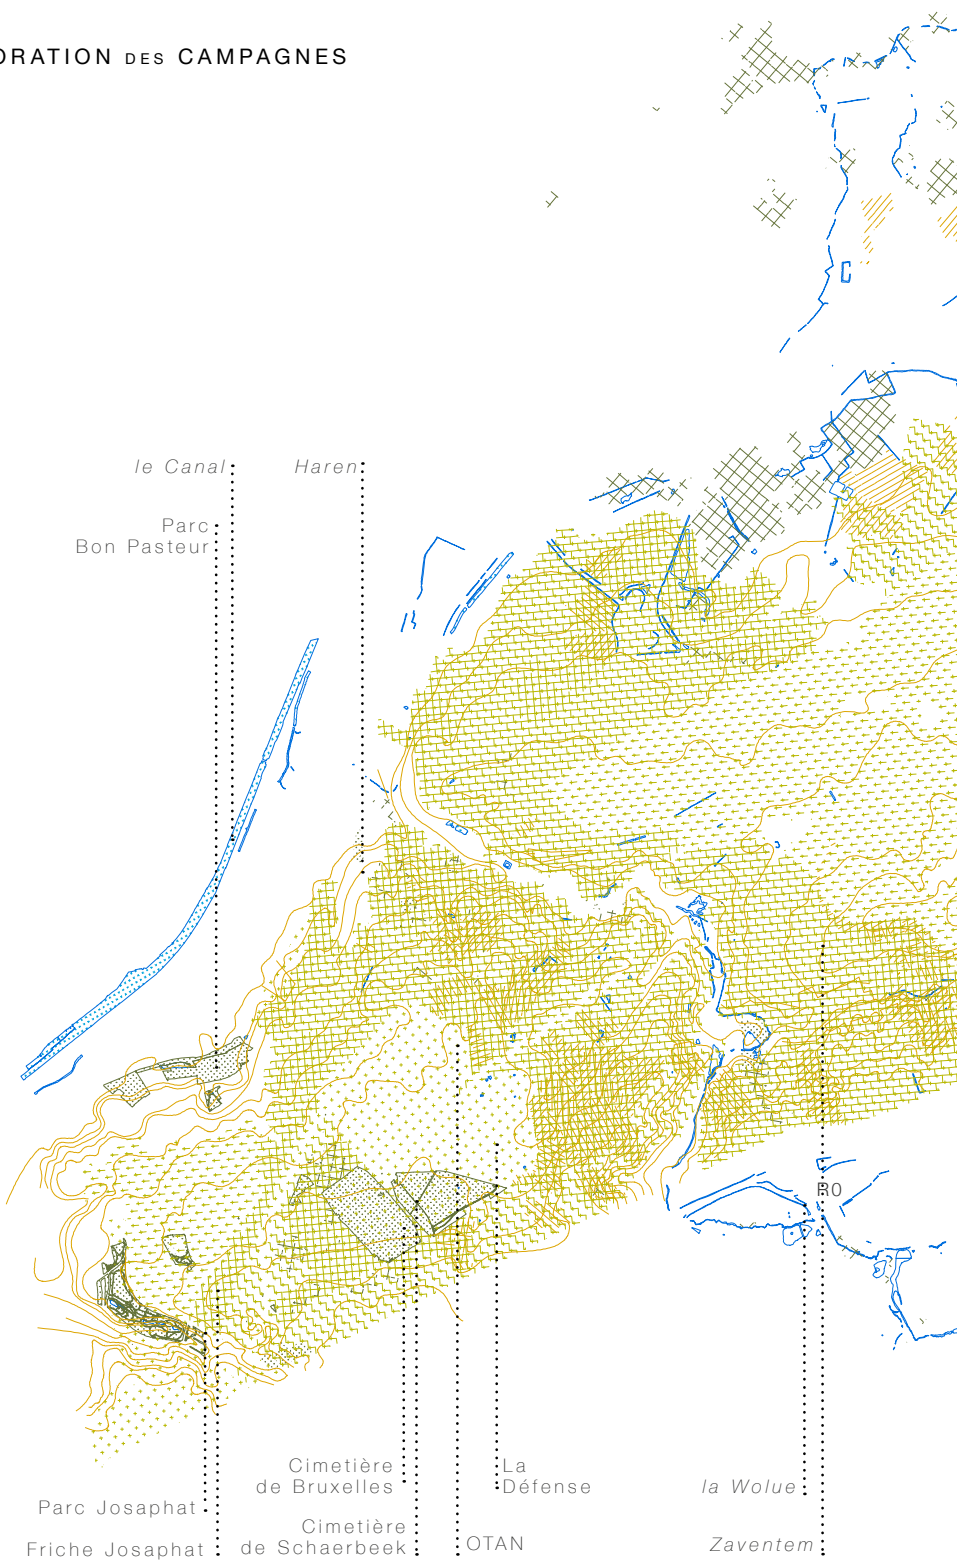 ORATION DES CAMPAGNES
le Canal
Haren
Parc
Bon Pasteur
R0
Cimetière
de Bruxelles
La
Défense
la Wolue
Parc Josaphat
Cimetière
de Schaerbeek
OTAN
Zaventem
Friche Josaphat